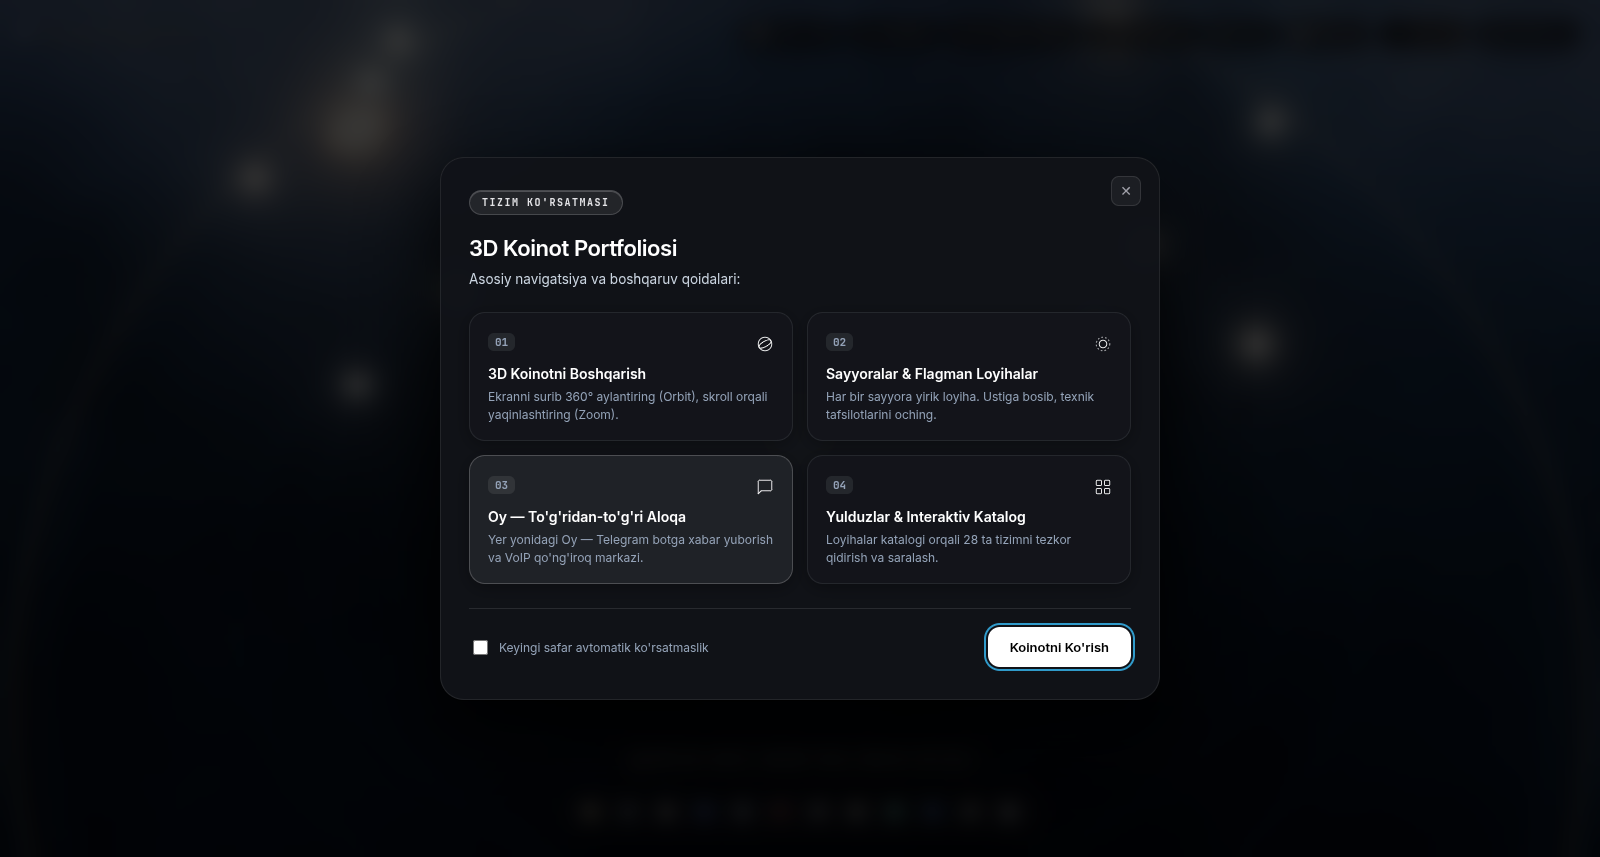 TIZIM KO'RSATMASI
3D Koinot Portfoliosi
Asosiy navigatsiya va boshqaruv qoidalari:
01
3D Koinotni Boshqarish
Ekranni surib 360° aylantiring (Orbit), skroll orqali
yaqinlashtiring (Zoom).
02
Sayyoralar & Flagman Loyihalar
Har bir sayyora yirik loyiha. Ustiga bosib, texnik
tafsilotlarini oching.
03
Oy — To'g'ridan-to'g'ri Aloqa
Yer yonidagi Oy — Telegram botga xabar yuborish
va VoIP qo'ng'iroq markazi.
04
Yulduzlar & Interaktiv Katalog
Loyihalar katalogi orqali 28 ta tizimni tezkor
qidirish va saralash.
Keyingi safar avtomatik ko'rsatmaslik
Koinotni Ko'rish